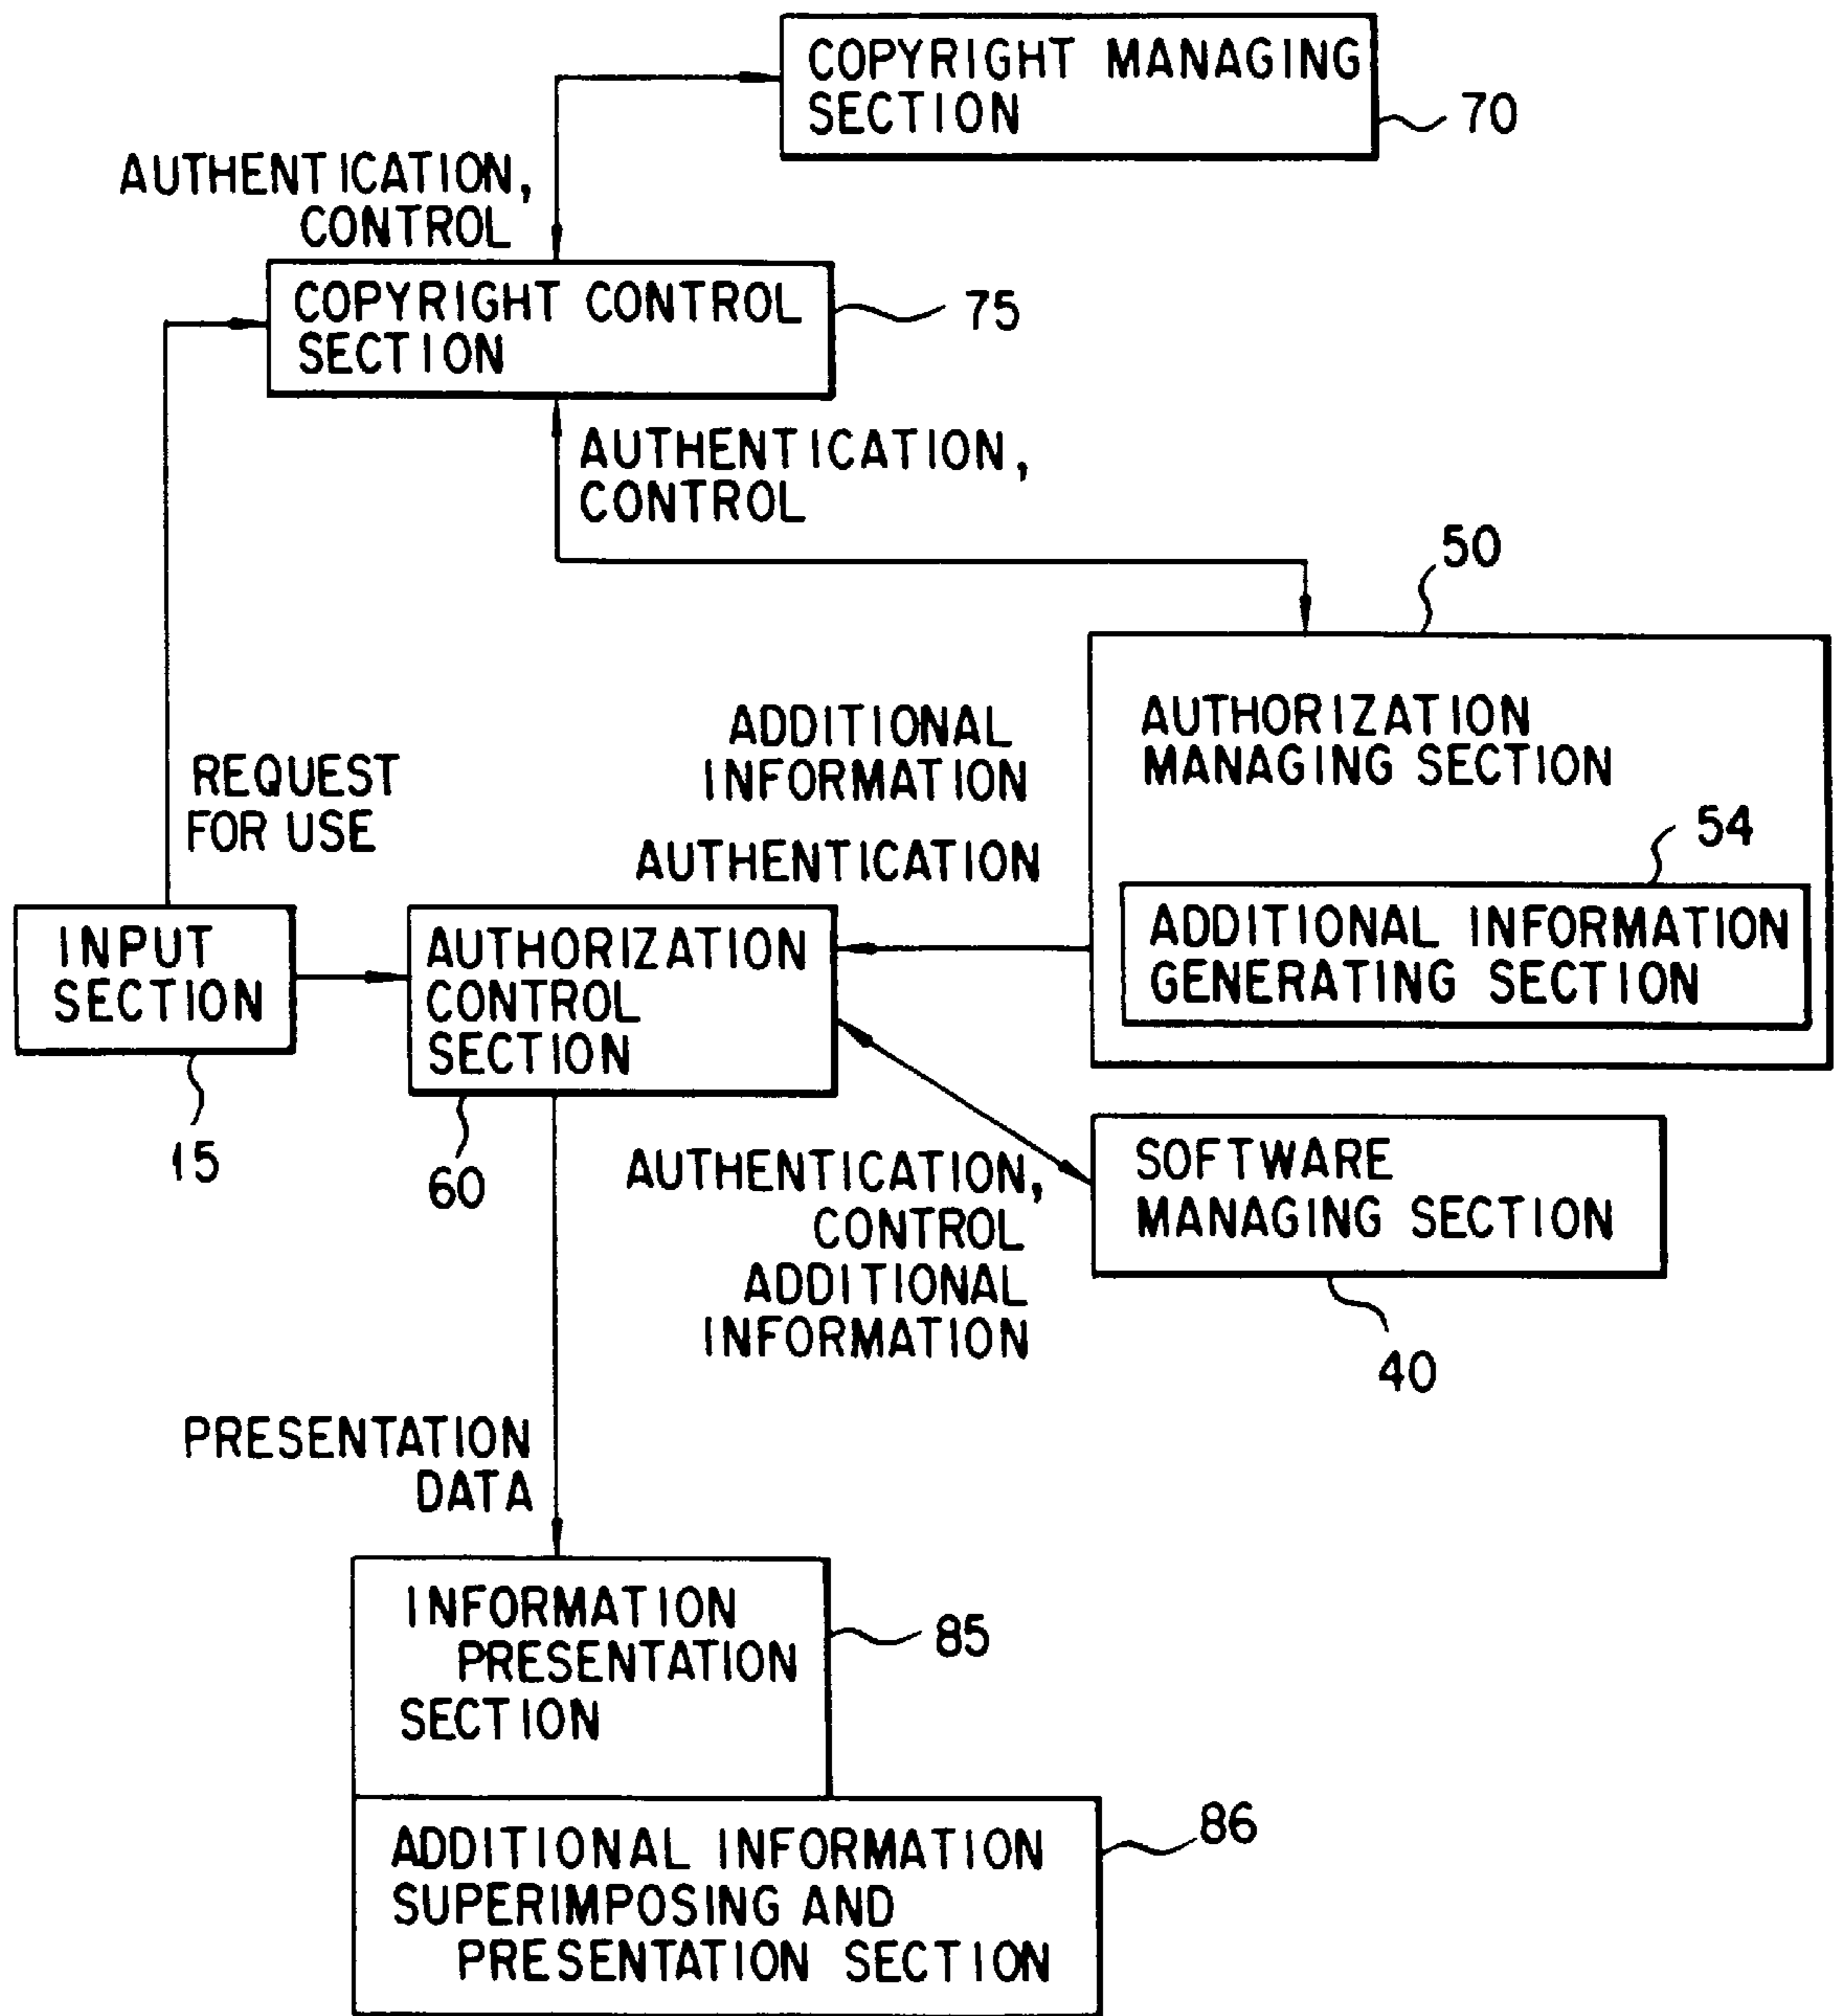 COPYRIGHT MANAGING
SECTION
70
AUTHENTICATION,
CONTROL
COPYRIGHT CONTROL
SECTION
75
AUTHENTICATION,
CONTROL
50
AUTHORIZATION
MANAGING SECTION
54
ADDITIONAL INFORMATION
GENERATING SECTION
REQUEST
FOR USE
ADDITIONAL
INFORMATION
AUTHENTICATION
INPUT
SECTION
15
AUTHORIZATION
CONTROL
SECTION
60
AUTHENTICATION,
CONTROL
ADDITIONAL
INFORMATION
SOFTWARE
MANAGING SECTION
40
PRESENTATION
DATA
INFORMATION
PRESENTATION
SECTION
85
ADDITIONAL INFORMATION
SUPERIMPOSING AND
PRESENTATION SECTION
86